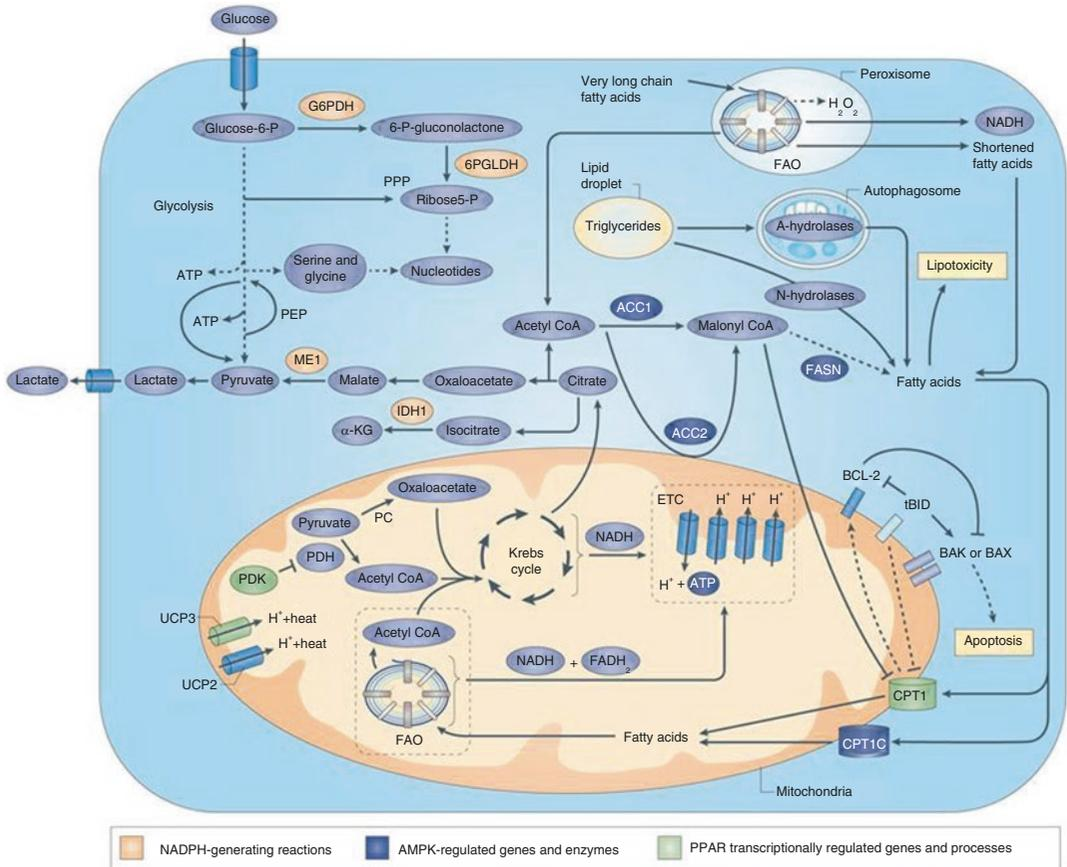 Glucose
G6PDH
Glucose-6-P
6-P-gluconolactone
6PGLDH
PPP
Ribose5-P
Glycolysis
Serine and
glycine
Nucleotides
ATP
ATP
PEP
Very long chain
fatty acids
Peroxisome
H2O2
NADH
FAO
Shortened
fatty acids
Lipid
droplet
Autophagosome
Triglycerides
A-hydrolases
Lipotoxicity
N-hydrolases
ACC1
Acetyl CoA
Malonyl CoA
FASN
Fatty acids
ME1
Lactate
Lactate
Pyruvate
Malate
Oxaloacetate
Citrate
IDH1
α-KG
Isocitrate
ACC2
BCL-2
tBID
BAK or BAX
Apoptosis
Oxaloacetate
Pyruvate
PC
PDH
PDK
Acetyl CoA
Krebs
cycle
NADH
ETC
H+
H+
H+
H+ + ATP
UCP3
H++heat
H++heat
UCP2
Acetyl CoA
NADH + FADH2
FAO
Fatty acids
CPT1
CPT1C
Mitochondria
NADPH-generating reactions
AMPK-regulated genes and enzymes
PPAR transcriptionally regulated genes and processes